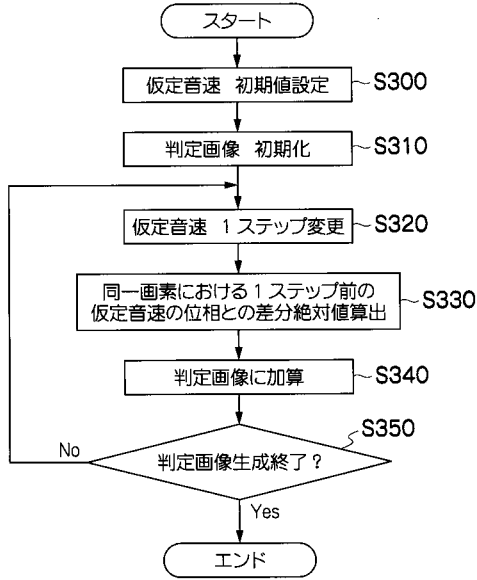 スタート
仮定音速 初期値設定 S300
判定画像 初期化 S310
仮定音速 1ステップ変更 S320
同一画素における1ステップ前の
仮定音速の位相との差分絶対値算出 S330
判定画像に加算 S340
S350
No
判定画像生成終了?
Yes
エンド